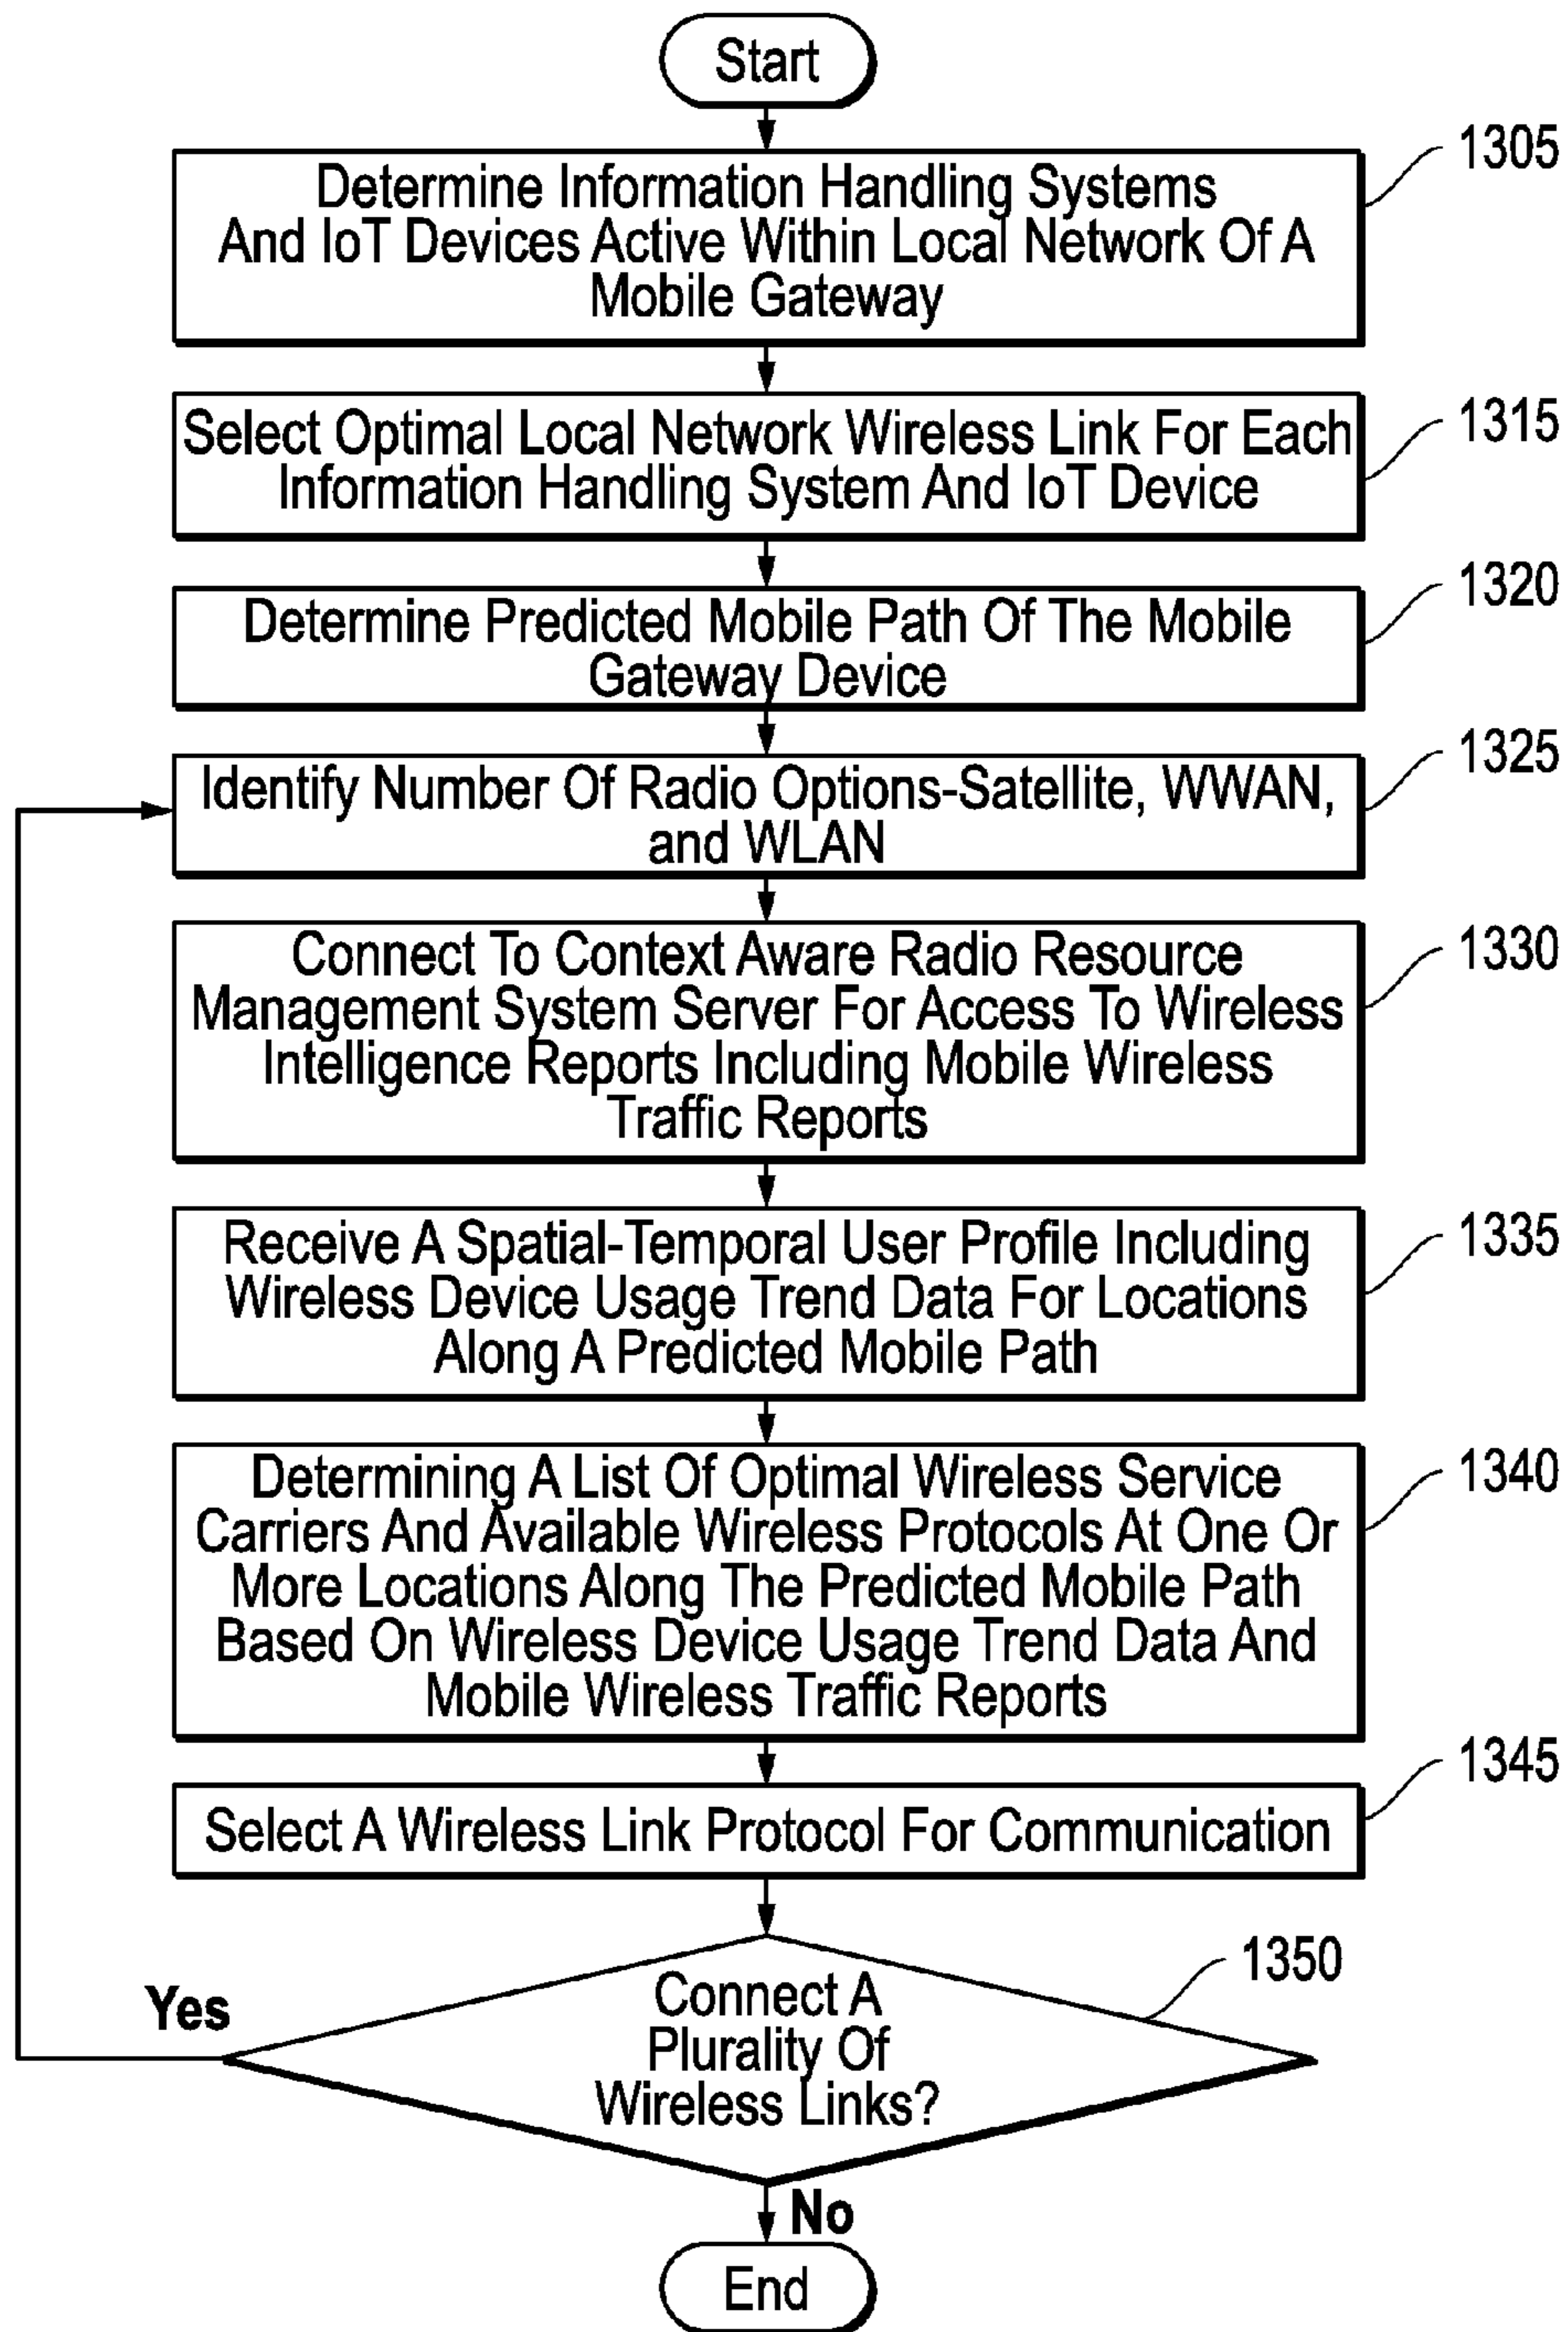 Start
1305
Determine Information Handling Systems
And IoT Devices Active Within Local Network Of A
Mobile Gateway
1315
Select Optimal Local Network Wireless Link For Each
Information Handling System And IoT Device
1320
Determine Predicted Mobile Path Of The Mobile
Gateway Device
1325
Identify Number Of Radio Options-Satellite, WWAN,
and WLAN
1330
Connect To Context Aware Radio Resource
Management System Server For Access To Wireless
Intelligence Reports Including Mobile Wireless
Traffic Reports
1335
Receive A Spatial-Temporal User Profile Including
Wireless Device Usage Trend Data For Locations
Along A Predicted Mobile Path
1340
Determining A List Of Optimal Wireless Service
Carriers And Available Wireless Protocols At One Or
More Locations Along The Predicted Mobile Path
Based On Wireless Device Usage Trend Data And
Mobile Wireless Traffic Reports
1345
Select A Wireless Link Protocol For Communication
1350
Connect A
Plurality Of
Wireless Links?
Yes
No
End